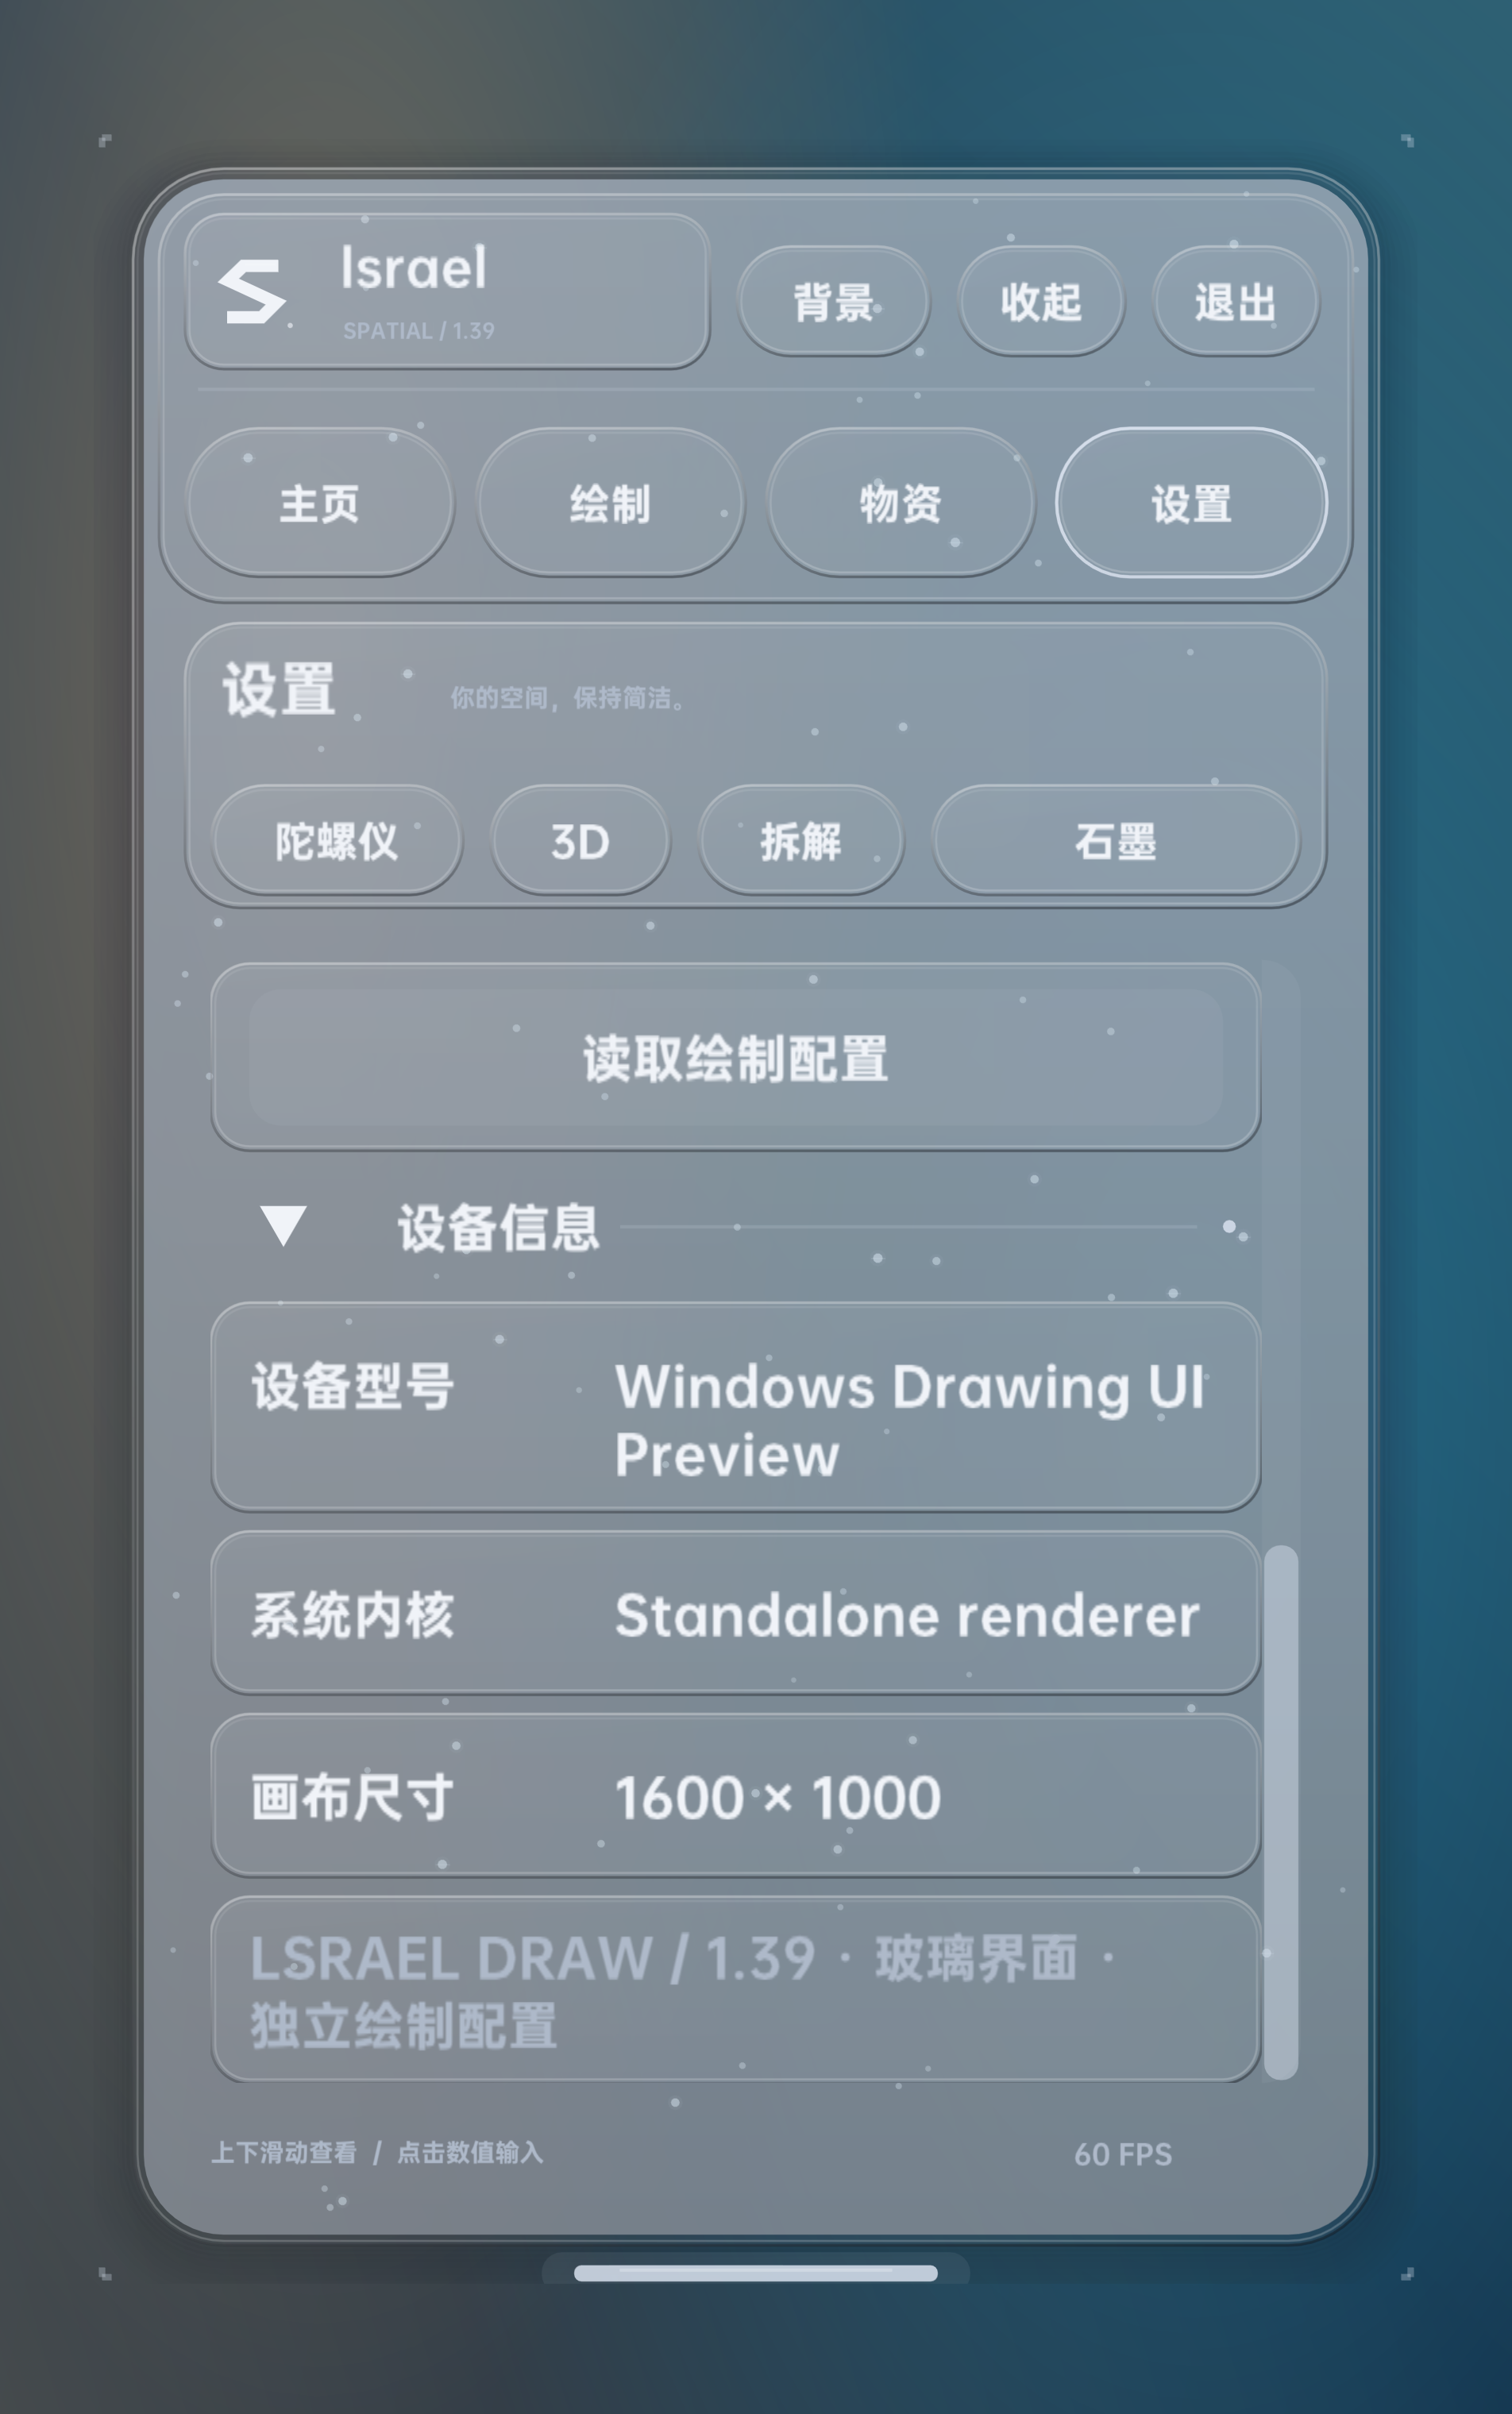 lsrael
SPATIAL / 1.39
背景
收起
退出
主页
绘制
物资
设置
设置
你的空间，保持简洁。
陀螺仪
3D
拆解
石墨
读取绘制配置
设备信息
设备型号
Windows Drawing UI
Preview
系统内核
Standalone renderer
画布尺寸
1600 × 1000
LSRAEL DRAW / 1.39 · 玻璃界面 ·
独立绘制配置
上下滑动查看 / 点击数值输入
60 FPS